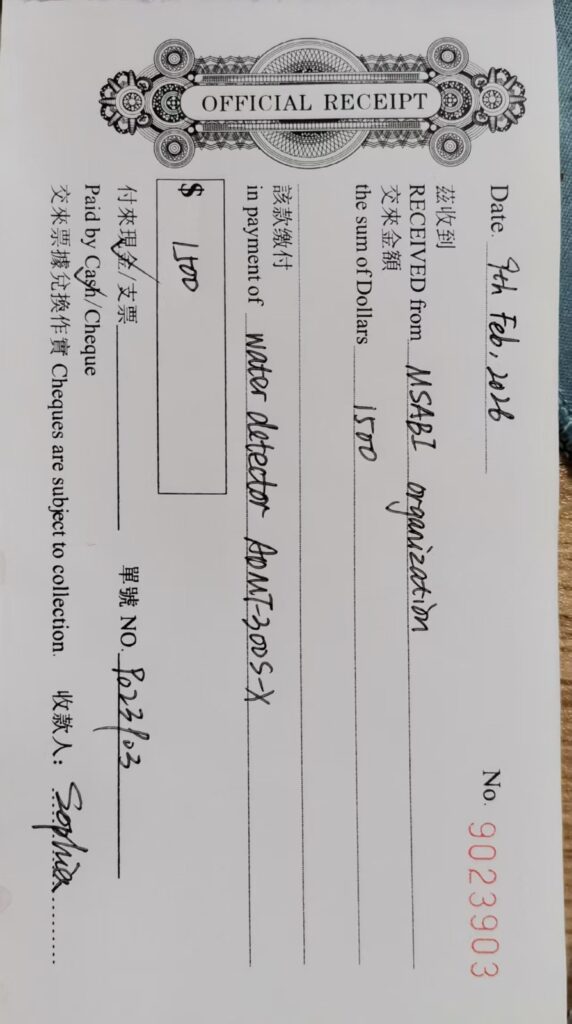 OFFICIAL RECEIPT
No. 9023903
Date. 9th Feb, 2026
茲收到
RECEIVED from MSABI organization
交來金額
the sum of Dollars 1500
該款繳付
in payment of water detector ADMT-300S-X
$ 1500
付來現金/支票 單號 NO. 9023903
Paid by Cash/Cheque
交來票據兌換作實 Cheques are subject to collection. 收款人: Sophia